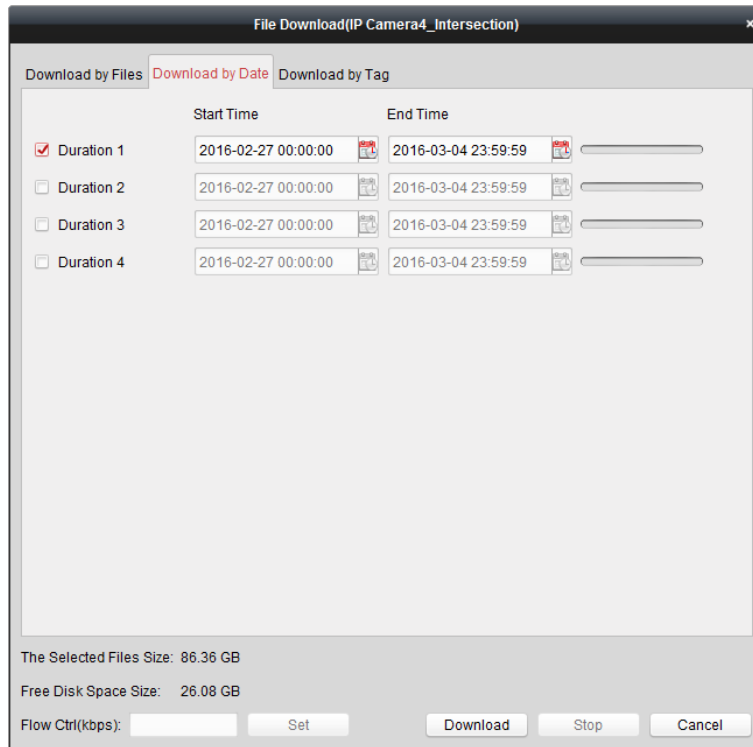 File Download(IP Camera4_Intersection) ×
Download by Files Download by Date Download by Tag
Start Time End Time
Duration 1 2016-02-27 00:00:00 2016-03-04 23:59:59
Duration 2 2016-02-27 00:00:00 2016-03-04 23:59:59
Duration 3 2016-02-27 00:00:00 2016-03-04 23:59:59
Duration 4 2016-02-27 00:00:00 2016-03-04 23:59:59
The Selected Files Size: 86.36 GB
Free Disk Space Size: 26.08 GB
Flow Ctrl(kbps): Set Download Stop Cancel